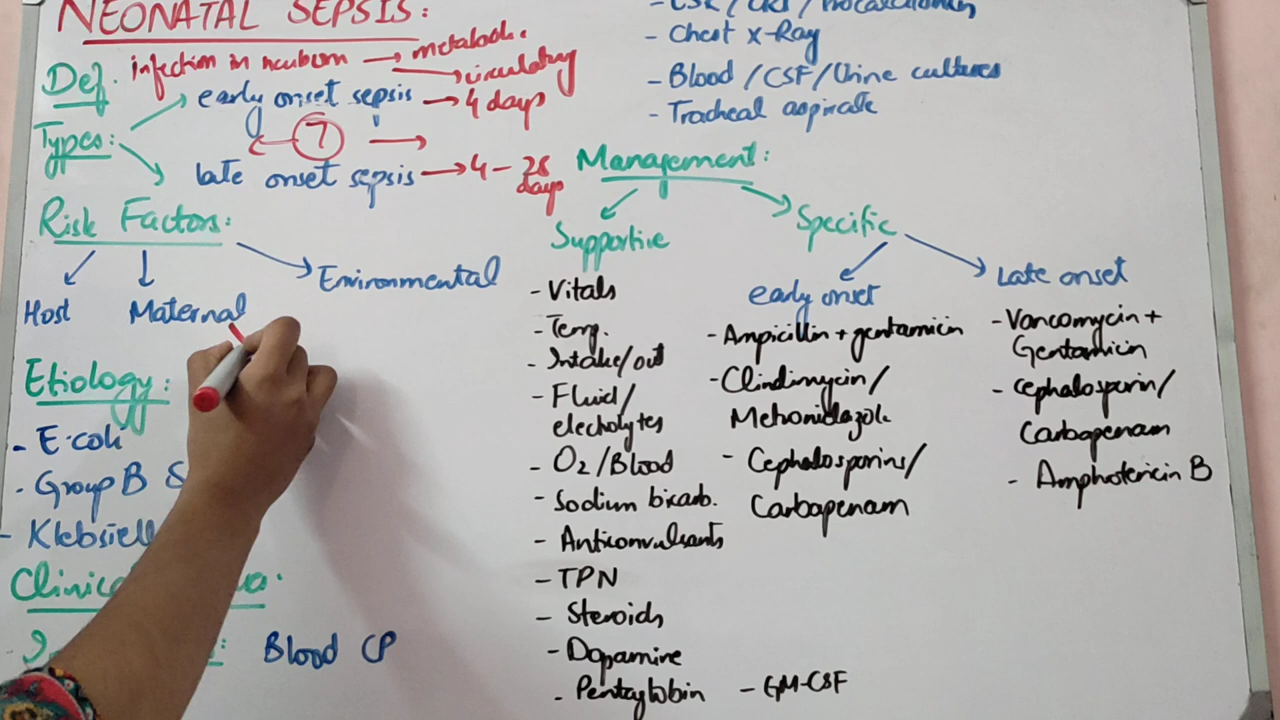 NEONATAL SEPSIS:
Def. infection in newborn → metabolic.
→ circulatory
Types: early onset sepsis → 4 days
7
late onset sepsis → 4 - 28 days
Risk Factors:
Host Maternal Environmental
Etiology:
- E.coli
- Group B S
- Klebsiell
Clinic
Blood CP
- Chest x-Ray
- Blood / CSF / Urine cultures
- Tracheal aspirate
Management:
Supportive
- Vitals
- Temp.
- Intake/out
- Fluid/
elecholytes
- O2 / Blood
- Sodium bicarb.
- Anticonvulsants
- TPN
- Steroids
- Dopamine
- Pentaglobin - GM-CSF
Specific
early onset
- Ampicillin + gentamicin
- Clindimycin/
Metronidazole
- Cephalosporins/
Carbapenam
Late onset
- Vancomycin +
Gentamicin
- Cephalosporin/
Carbapenam
- Amphotericin B